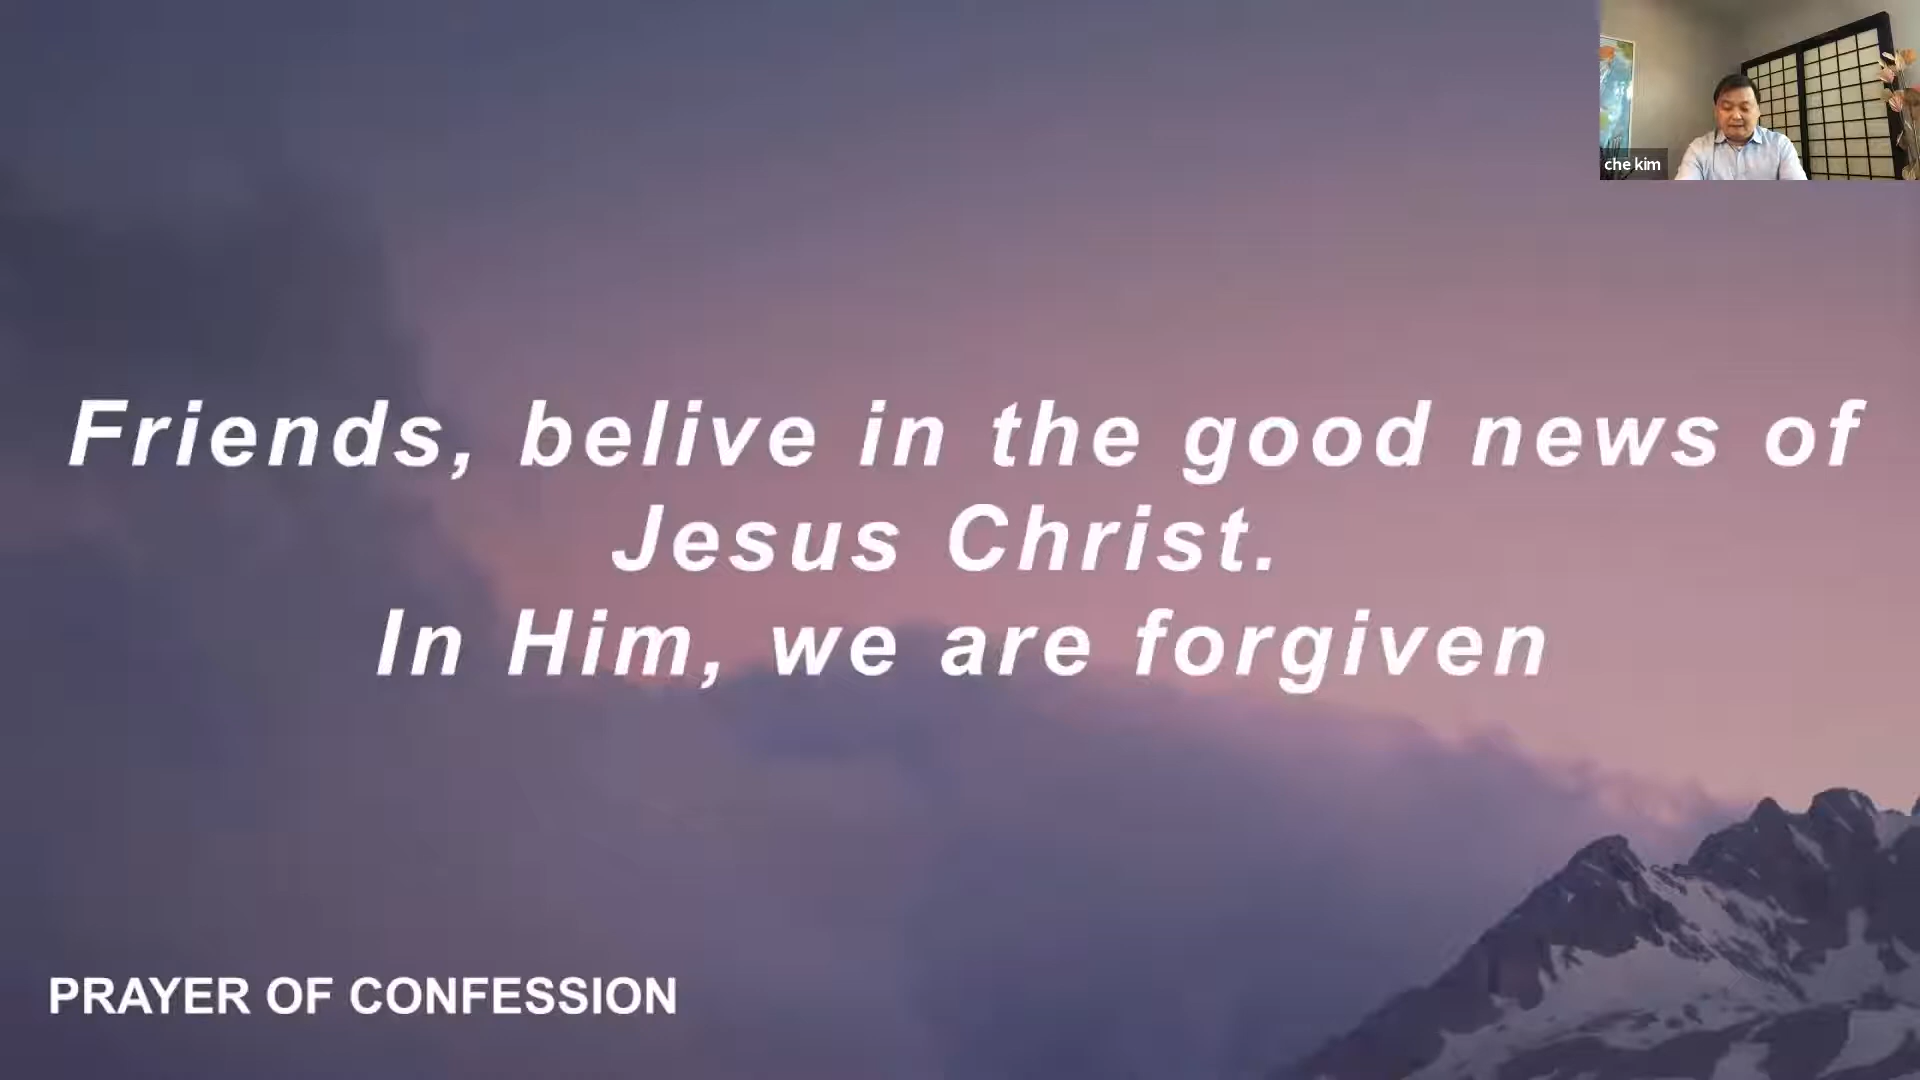 che kim
Friends, belive in the good news of
Jesus Christ.
In Him, we are forgiven
PRAYER OF CONFESSION